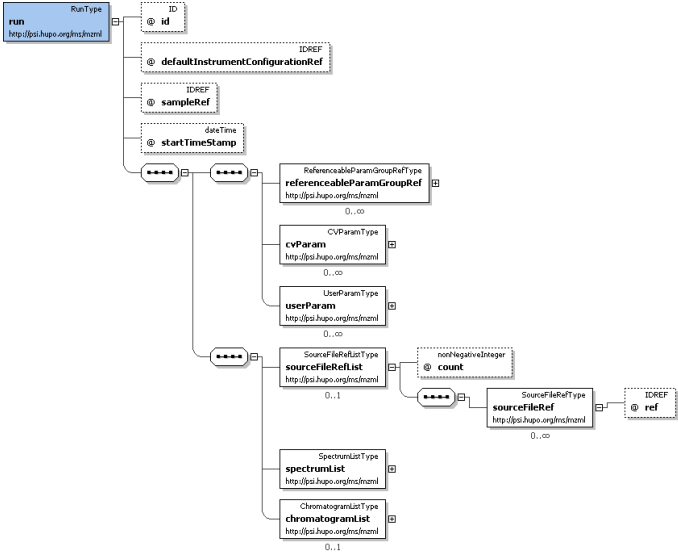 RunType
run
http://psi.hupo.org/ms/mzml
ID
@ id
IDREF
@ defaultInstrumentConfigurationRef
IDREF
@ sampleRef
dateTime
@ startTimeStamp
ReferenceableParamGroupRefType
referenceableParamGroupRef
http://psi.hupo.org/ms/mzml
0..∞
CVParamType
cvParam
http://psi.hupo.org/ms/mzml
0..∞
UserParamType
userParam
http://psi.hupo.org/ms/mzml
0..∞
SourceFileRefListType
sourceFileRefList
http://psi.hupo.org/ms/mzml
0..1
nonNegativeInteger
@ count
SourceFileRefType
sourceFileRef
http://psi.hupo.org/ms/mzml
0..∞
IDREF
@ ref
SpectrumListType
spectrumList
http://psi.hupo.org/ms/mzml
ChromatogramListType
chromatogramList
http://psi.hupo.org/ms/mzml
0..1